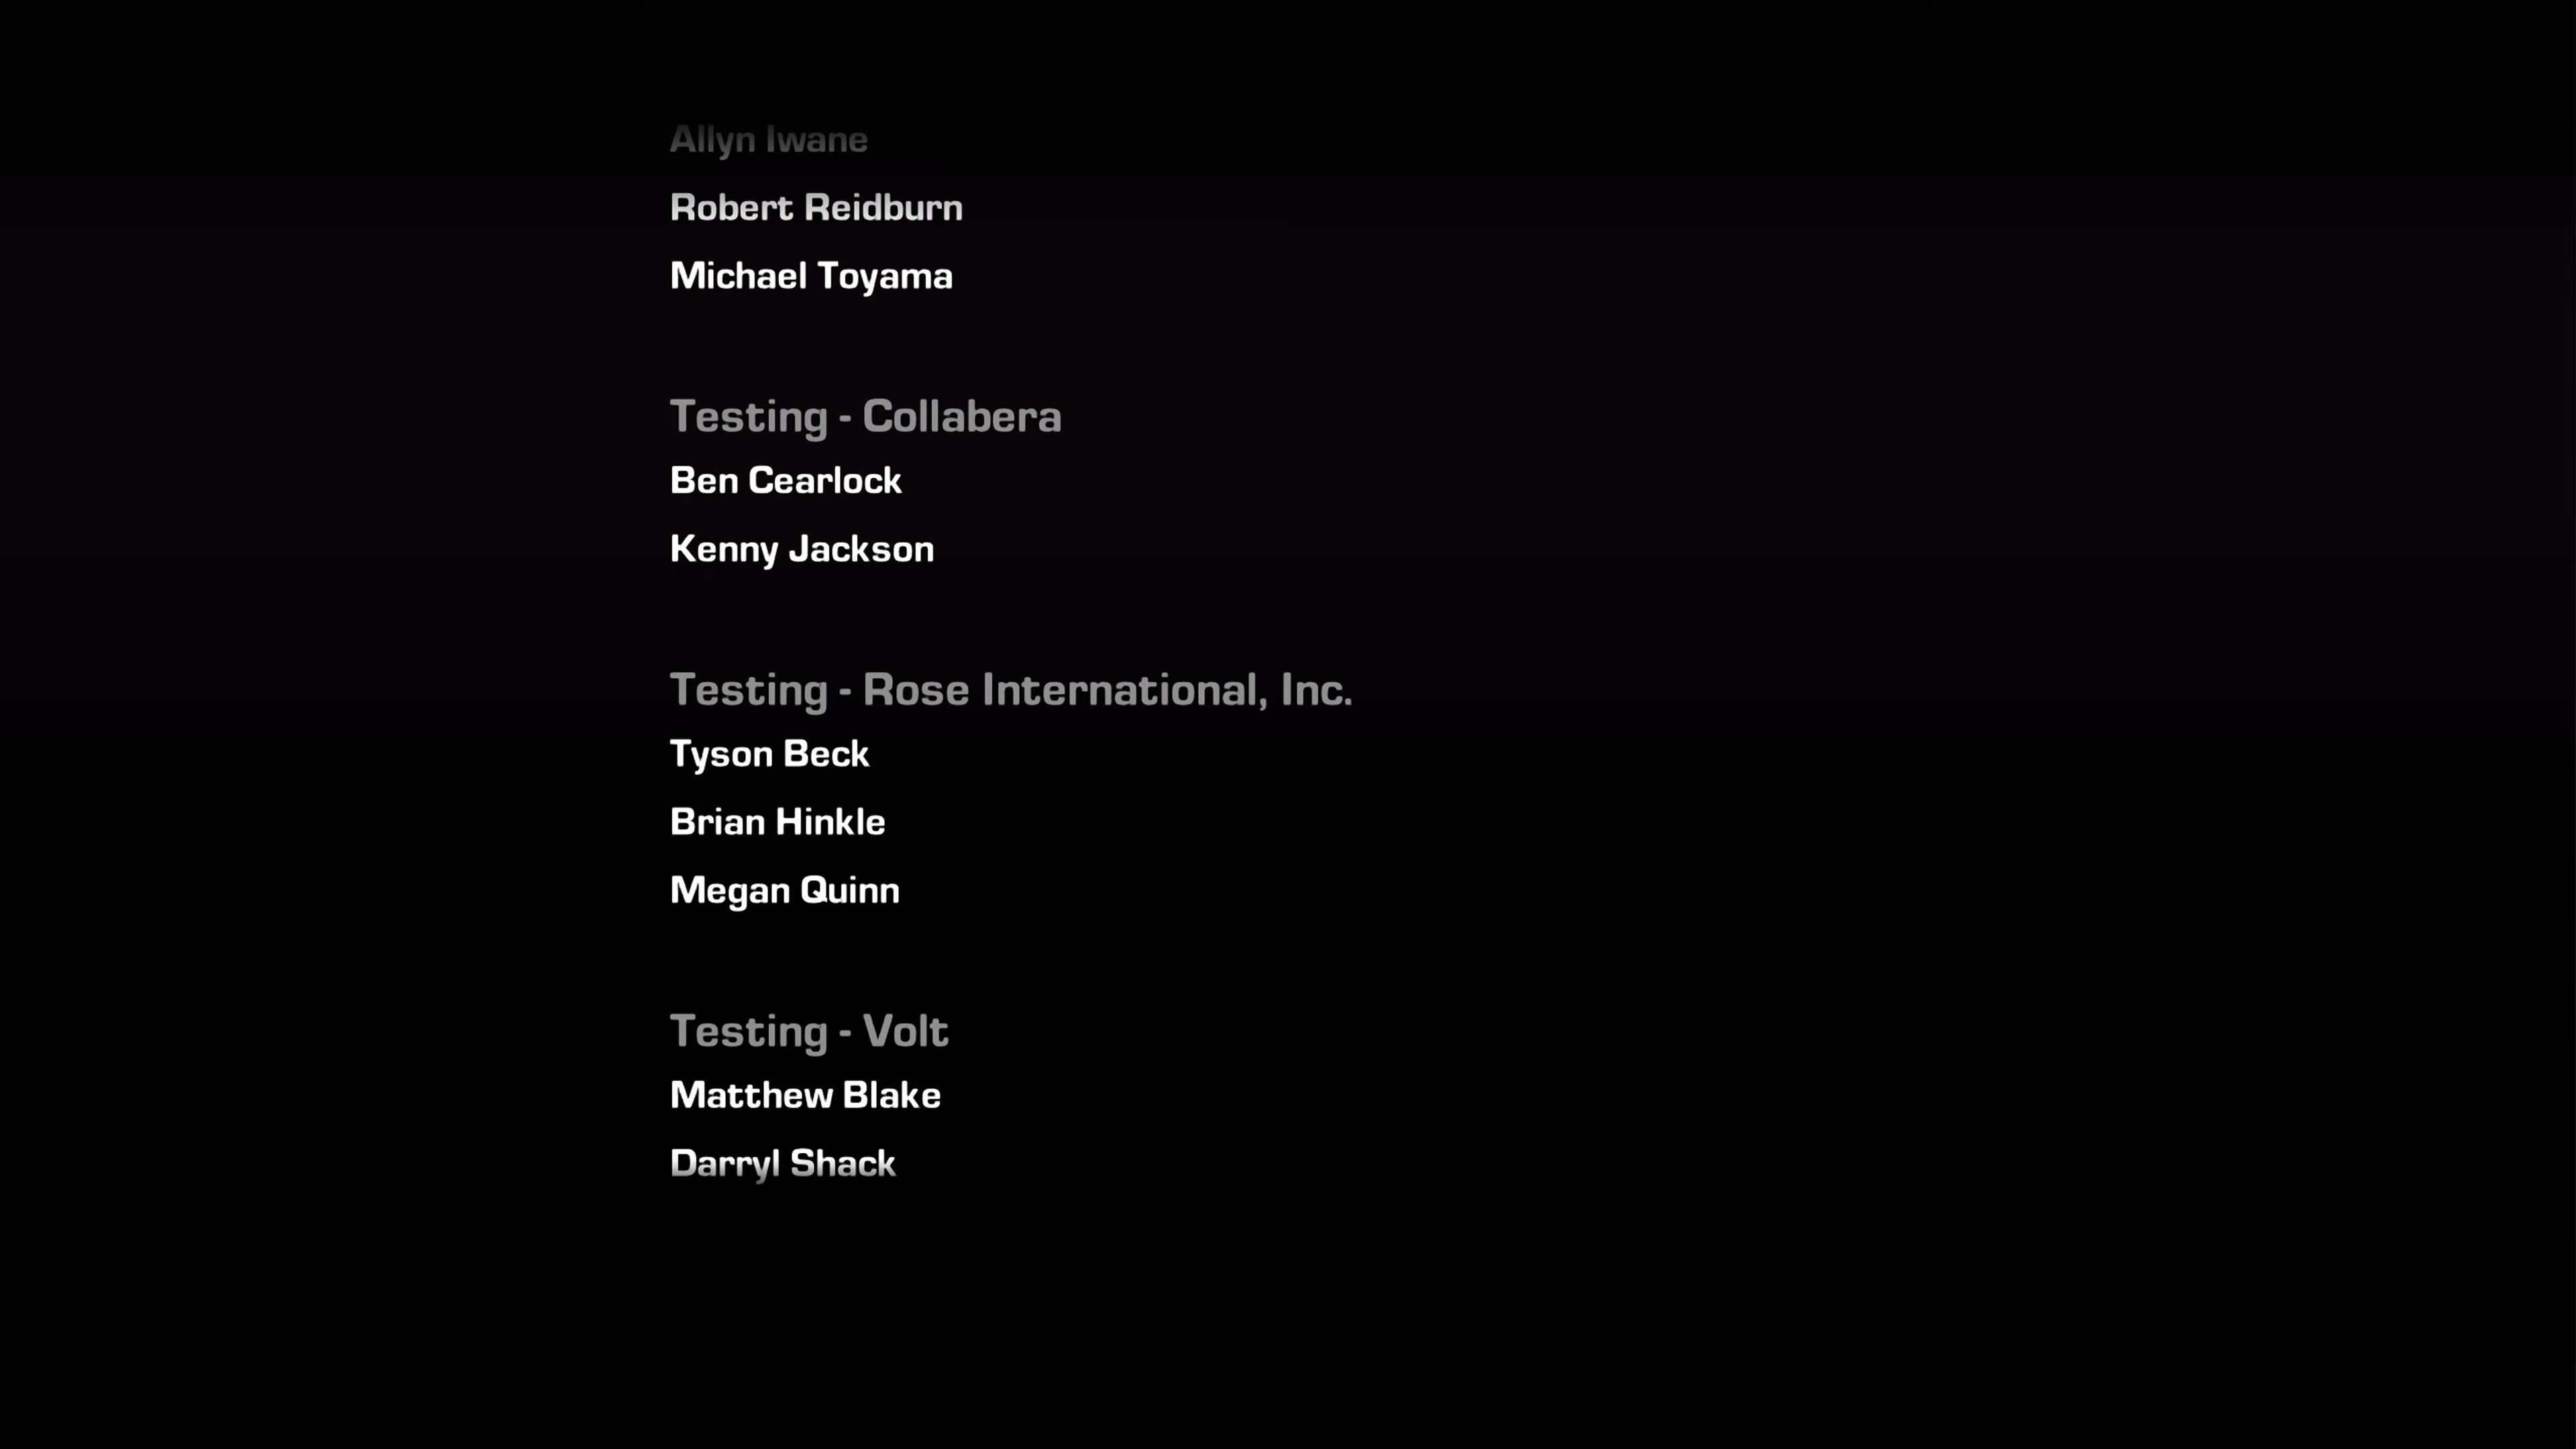 Allyn Iwane
Robert Reidburn
Michael Toyama
Testing - Collabera
Ben Cearlock
Kenny Jackson
Testing - Rose International, Inc.
Tyson Beck
Brian Hinkle
Megan Quinn
Testing - Volt
Matthew Blake
Darryl Shack